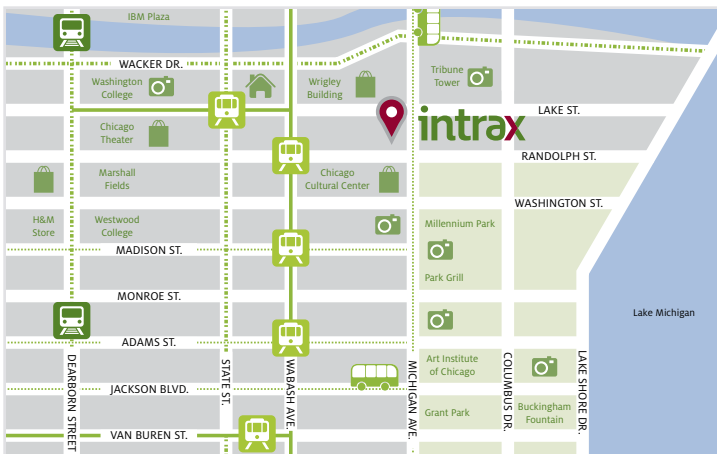 IBM Plaza
WACKER DR.
Washington
College
Wrigley
Building
Tribune
Tower
intrax
LAKE ST.
Chicago
Theater
RANDOLPH ST.
Marshall
Fields
Chicago
Cultural Center
WASHINGTON ST.
H&M
Store
Westwood
College
Millennium Park
MADISON ST.
Park Grill
MONROE ST.
Lake Michigan
ADAMS ST.
DEARBORN STREET
STATE ST.
WABASH AVE.
MICHIGAN AVE.
COLUMBUS DR.
LAKE SHORE DR.
Art Institute
of Chicago
JACKSON BLVD.
Grant Park
Buckingham
Fountain
VAN BUREN ST.